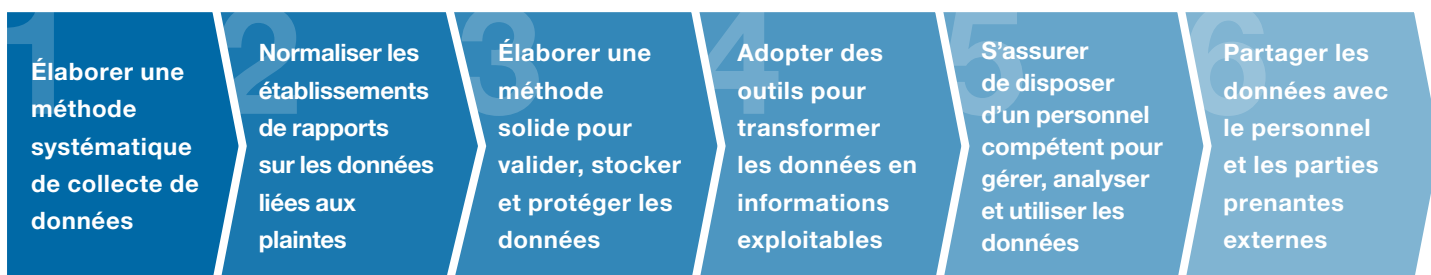 1
Élaborer une
méthode
systématique
de collecte de
données
2
Normaliser les
établissements
de rapports
sur les données
liées aux
plaintes
3
Élaborer une
méthode
solide pour
valider, stocker
et protéger les
données
4
Adopter des
outils pour
transformer
les données en
informations
exploitables
5
S’assurer
de disposer
d’un personnel
compétent pour
gérer, analyser
et utiliser les
données
6
Partager les
données avec
le personnel
et les parties
prenantes
externes